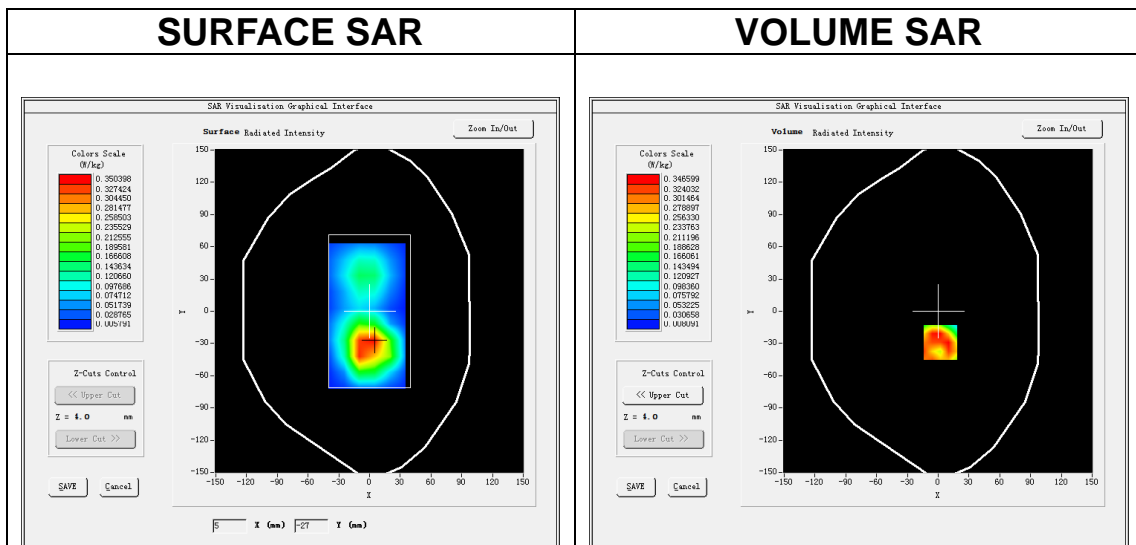 SURFACE SAR
SAR Visualisation Graphical Interface
Surface Radiated Intensity
Zoom In/Out
Colors Scale
(W/kg)
0.350398
0.327424
0.304450
0.281477
0.258503
0.235529
0.212555
0.189581
0.166608
0.143634
0.120660
0.097686
0.074712
0.051739
0.028765
0.005791
150
120
90
60
30
0
-30
-60
-90
-120
-150
Y
-150 -120 -90 -60 -30 0 30 60 90 120 150
X
Z-Cuts Control
<< Upper Cut
Z = 4.0 mm
Lower Cut >>
SAVE Cancel
5 X (mm) -27 Y (mm)
VOLUME SAR
SAR Visualisation Graphical Interface
Volume Radiated Intensity
Zoom In/Out
Colors Scale
(W/kg)
0.346599
0.324032
0.301464
0.278897
0.256330
0.233763
0.211196
0.188628
0.166061
0.143494
0.120927
0.098360
0.075792
0.053225
0.030658
0.008091
150
120
90
60
30
0
-30
-60
-90
-120
-150
Y
-150 -120 -90 -60 -30 0 30 60 90 120 150
X
Z-Cuts Control
<< Upper Cut
Z = 4.0 mm
Lower Cut >>
SAVE Cancel